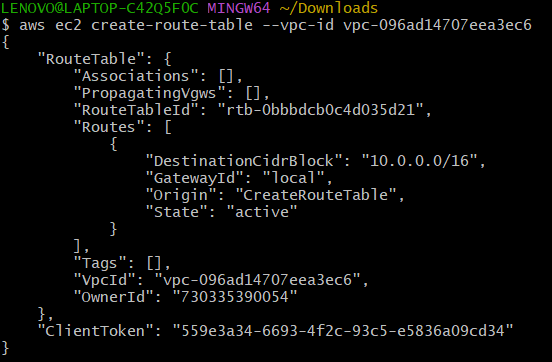 LENOVO@LAPTOP-C42Q5F0C MINGW64 ~/Downloads
$ aws ec2 create-route-table --vpc-id vpc-096ad14707eea3ec6
{
    "RouteTable": {
        "Associations": [],
        "PropagatingVgws": [],
        "RouteTableId": "rtb-0bbbdcb0c4d035d21",
        "Routes": [
            {
                "DestinationCidrBlock": "10.0.0.0/16",
                "GatewayId": "local",
                "Origin": "CreateRouteTable",
                "State": "active"
            }
        ],
        "Tags": [],
        "VpcId": "vpc-096ad14707eea3ec6",
        "OwnerId": "730335390054"
    },
    "ClientToken": "559e3a34-6693-4f2c-93c5-e5836a09cd34"
}